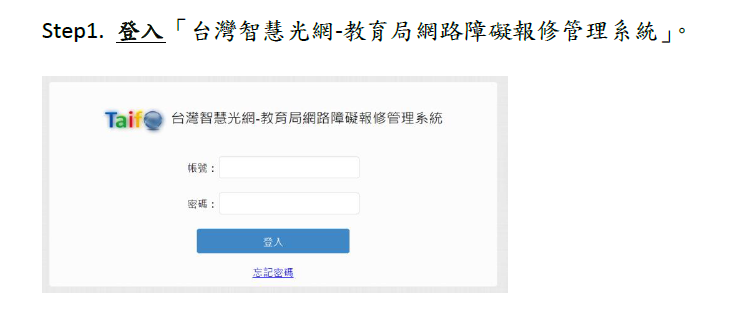 Step1. 登入「台灣智慧光網-教育局網路障礙報修管理系統」。
Taifo 台灣智慧光網-教育局網路障礙報修管理系統
帳號：
密碼：
登入
忘記密碼